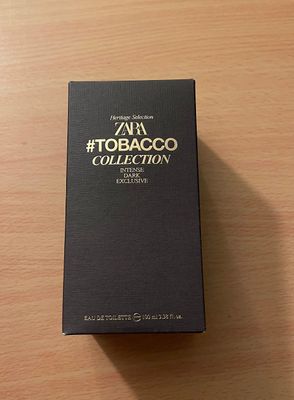 Heritage Selection
ZARA
#TOBACCO
COLLECTION
INTENSE
DARK
EXCLUSIVE
EAU DE TOILETTE 100 ml 3.38 fl. oz.